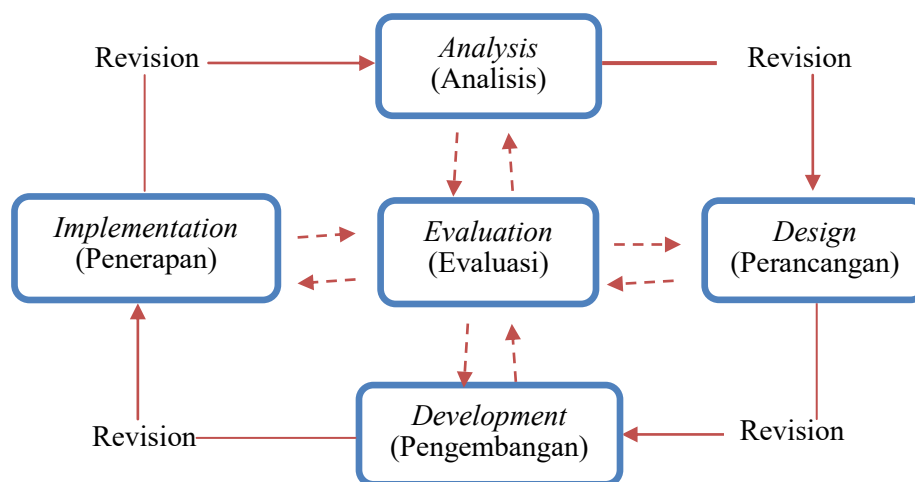 Revision
Analysis
(Analisis)
Revision
Implementation
(Penerapan)
Evaluation
(Evaluasi)
Design
(Perancangan)
Revision
Development
(Pengembangan)
Revision